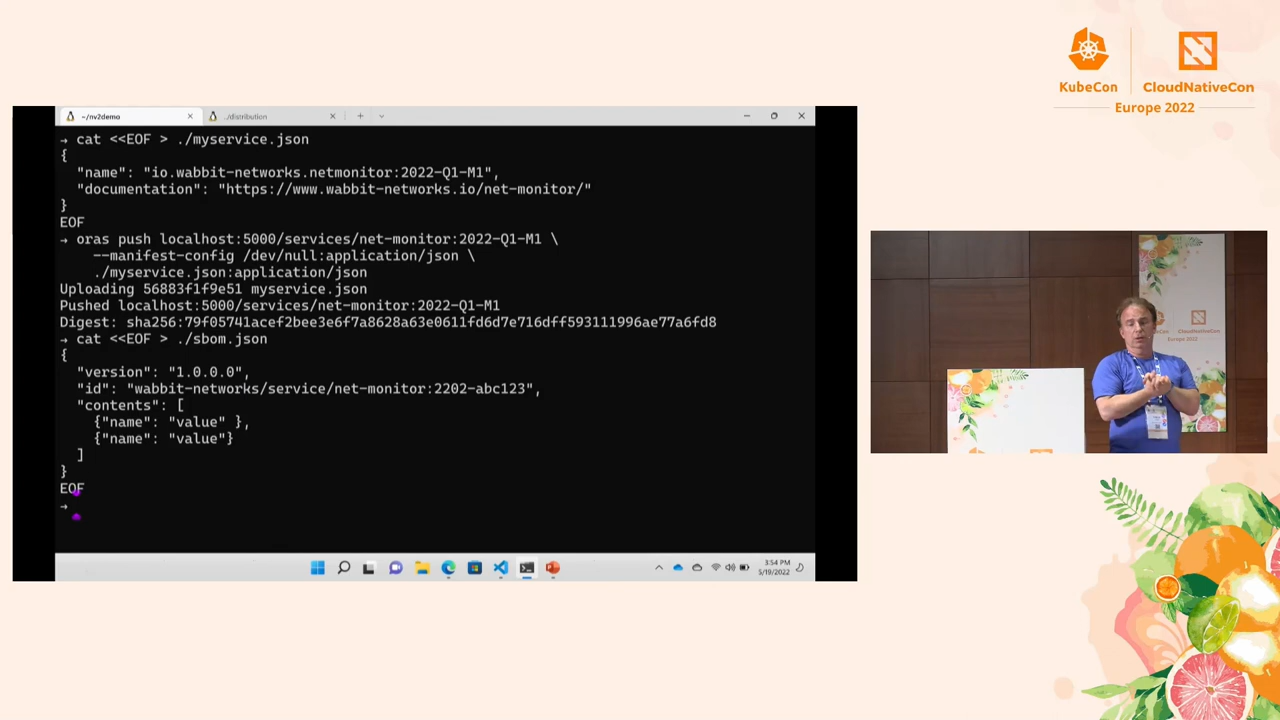 KubeCon
CloudNativeCon
Europe 2022
~/nv2demo
../distribution
→ cat <<EOF > ./myservice.json
{
"name": "io.wabbit-networks.netmonitor:2022-Q1-M1",
"documentation": "https://www.wabbit-networks.io/net-monitor/"
}
EOF
→ oras push localhost:5000/services/net-monitor:2022-Q1-M1 \
--manifest-config /dev/null:application/json \
./myservice.json:application/json
Uploading 56883f1f9e51 myservice.json
Pushed localhost:5000/services/net-monitor:2022-Q1-M1
Digest: sha256:79f05741acef2bee3e6f7a8628a63e0611fd6d7e716dff593111996ae77a6fd8
→ cat <<EOF > ./sbom.json
{
"version": "1.0.0.0",
"id": "wabbit-networks/service/net-monitor:2202-abc123",
"contents": [
{"name": "value" },
{"name": "value"}
]
}
EOF
→
3:54 PM
5/19/2022
CloudNativeCon
Europe 2022